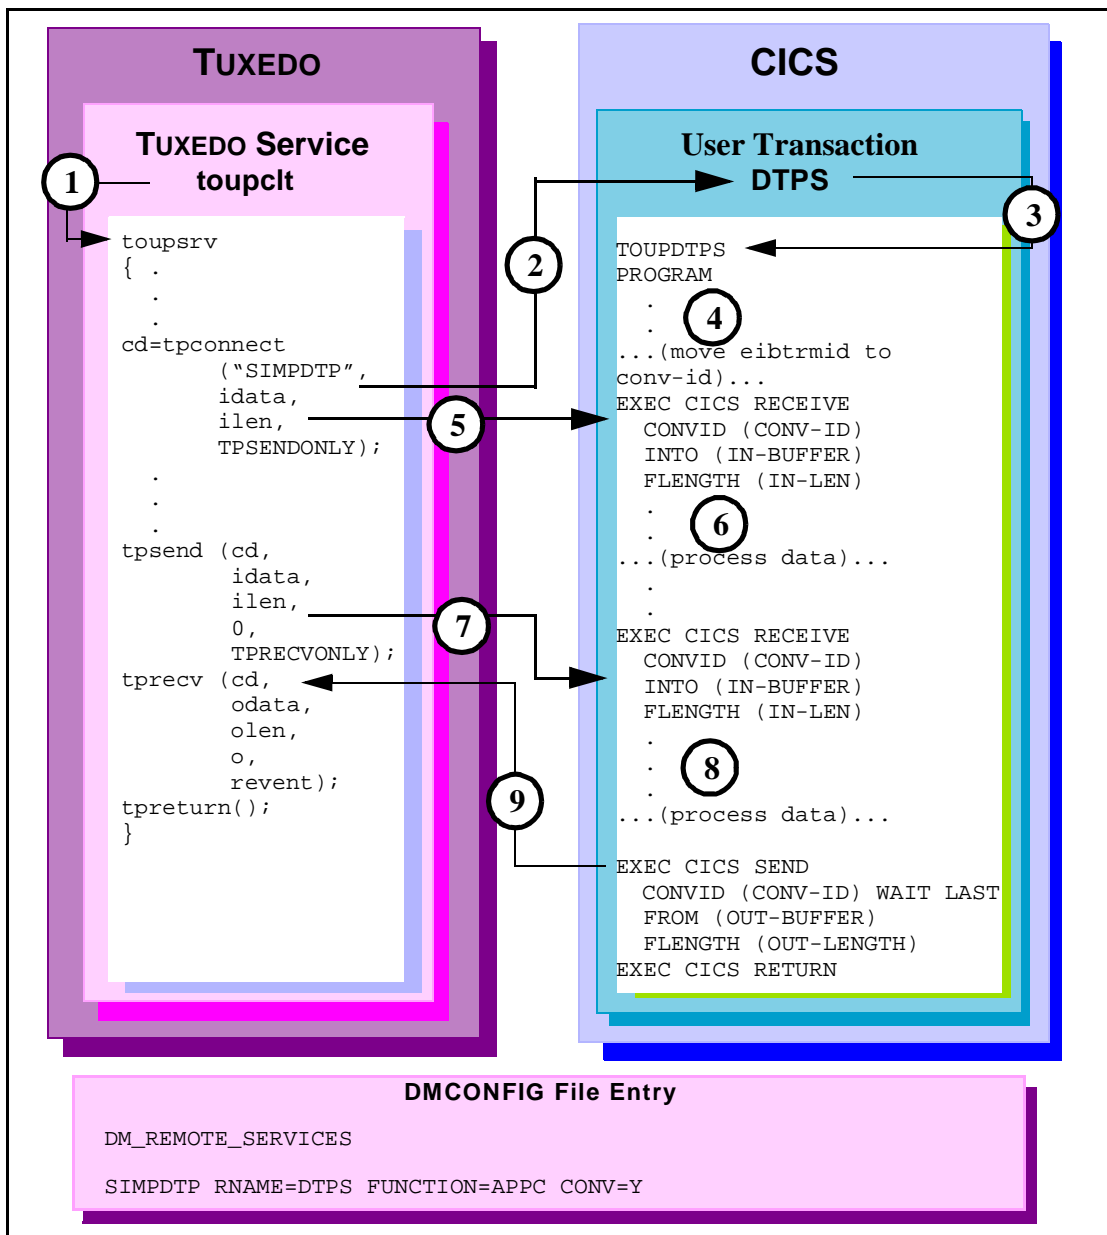 TUXEDO
TUXEDO Service
toupclt
1
toupsrv
{ .
.
.
cd=tpconnect
("SIMPDTP",
idata,
ilen,
TPSENDONLY);
.
.
.
tpsend (cd,
idata,
ilen,
0,
TPRECVONLY);
tprecv (cd,
odata,
olen,
o,
revent);
tpreturn();
}
2
5
7
9
CICS
User Transaction
DTPS
3
TOUPDTPS
PROGRAM
.
.
4
...(move eibtrmid to
conv-id)...
EXEC CICS RECEIVE
CONVID (CONV-ID)
INTO (IN-BUFFER)
FLENGTH (IN-LEN)
.
.
6
...(process data)...
.
.
EXEC CICS RECEIVE
CONVID (CONV-ID)
INTO (IN-BUFFER)
FLENGTH (IN-LEN)
.
.
.
8
...(process data)...
EXEC CICS SEND
CONVID (CONV-ID) WAIT LAST
FROM (OUT-BUFFER)
FLENGTH (OUT-LENGTH)
EXEC CICS RETURN
DMCONFIG File Entry
DM_REMOTE_SERVICES
SIMPDTP RNAME=DTPS FUNCTION=APPC CONV=Y